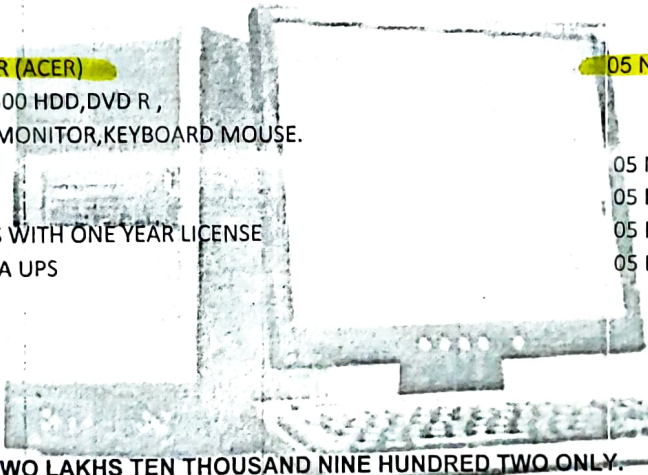 R (ACER) 05 N
00 HDD,DVD R ,
MONITOR,KEYBOARD MOUSE.
05
05
S WITH ONE YEAR LICENSE 05
A UPS 05
WO LAKHS TEN THOUSAND NINE HUNDRED TWO ONLY.